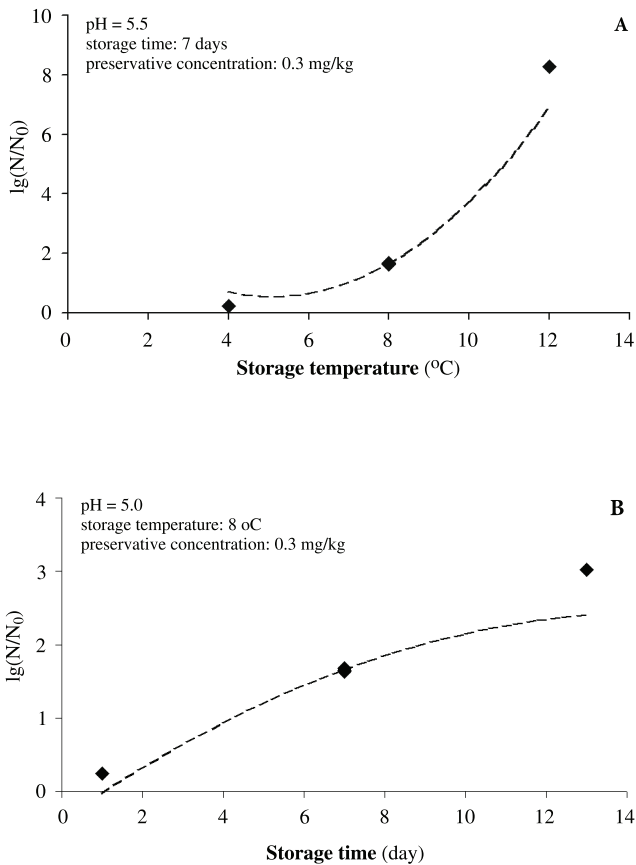 10
8
6
4
2
0
lg(N/N0)
pH = 5.5
storage time: 7 days
preservative concentration: 0.3 mg/kg
A
0 2 4 6 8 10 12 14
Storage temperature (oC)
4
3
2
1
0
lg(N/N0)
pH = 5.0
storage temperature: 8 oC
preservative concentration: 0.3 mg/kg
B
0 2 4 6 8 10 12 14
Storage time (day)